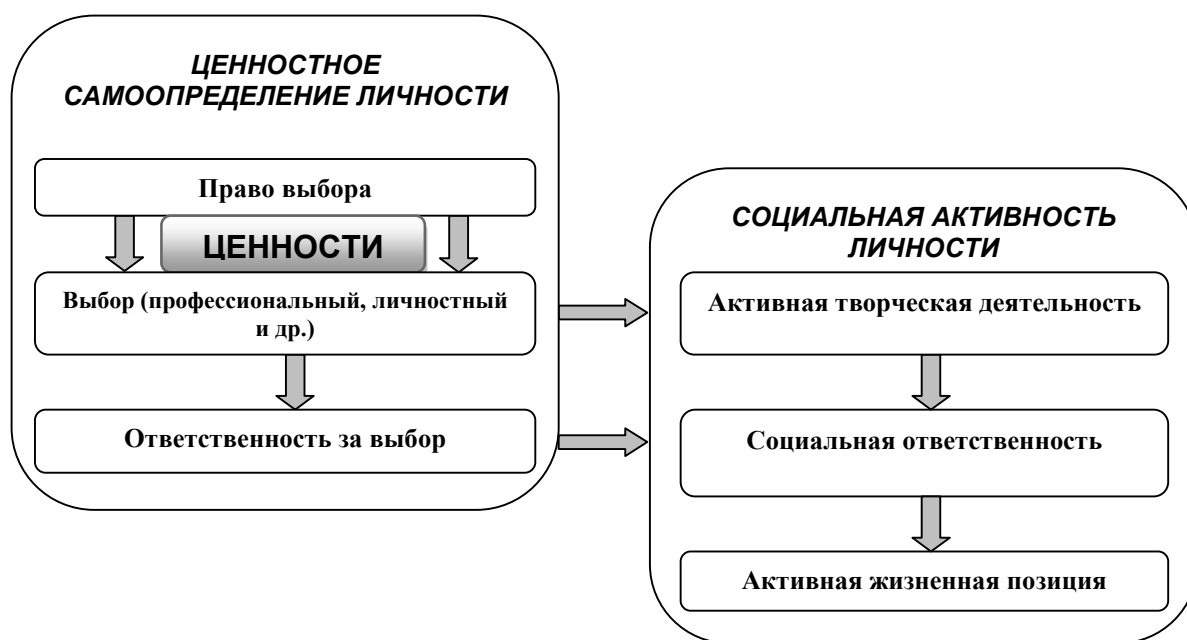 ЦЕННОСТНОЕ
САМООПРЕДЕЛЕНИЕ ЛИЧНОСТИ
Право выбора
ЦЕННОСТИ
Выбор (профессиональный, личностный
и др.)
Ответственность за выбор
СОЦИАЛЬНАЯ АКТИВНОСТЬ
ЛИЧНОСТИ
Активная творческая деятельность
Социальная ответственность
Активная жизненная позиция